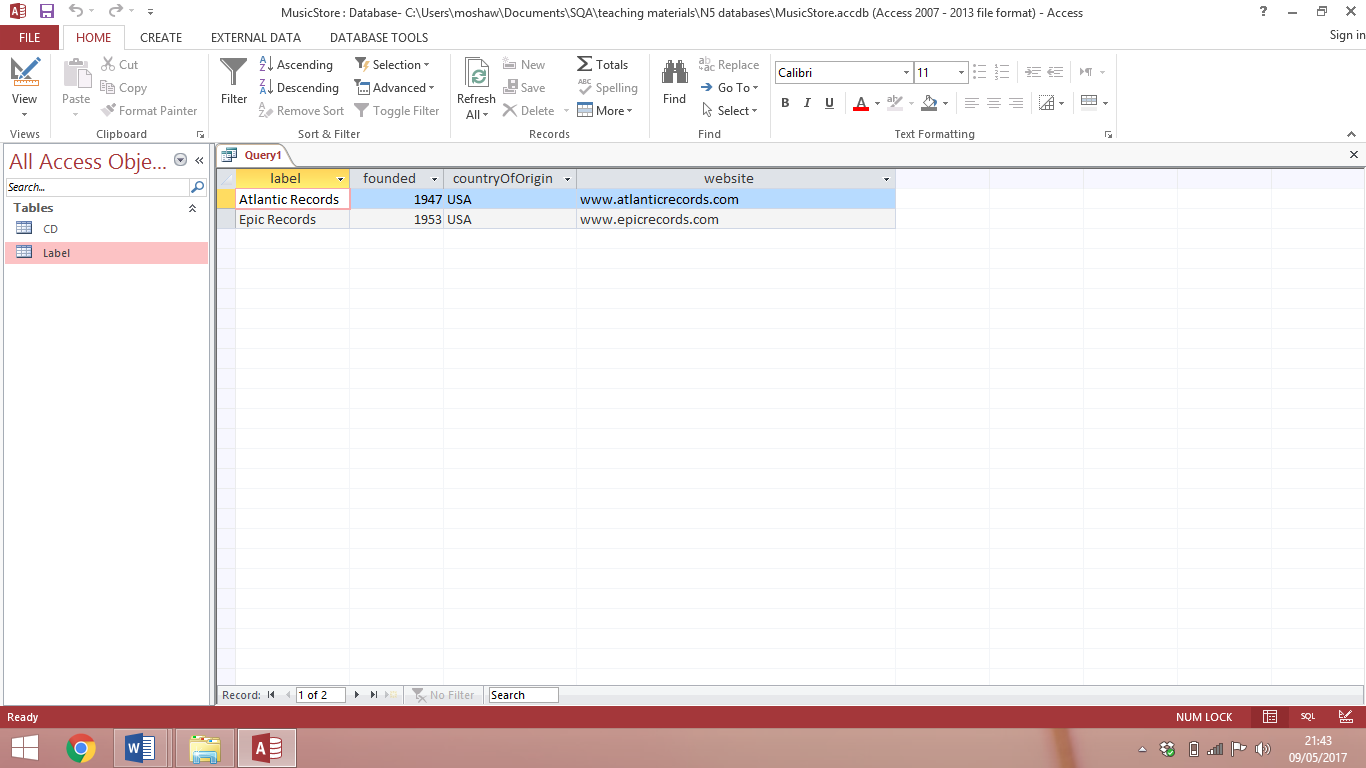 MusicStore : Database- C:\Users\moshaw\Documents\SQA\teaching materials\N5 databases\MusicStore.accdb (Access 2007 - 2013 file format) - Access
FILE HOME CREATE EXTERNAL DATA DATABASE TOOLS Sign in
View
Views
Paste
Cut
Copy
Format Painter
Clipboard
Filter
Ascending
Descending
Remove Sort
Selection
Advanced
Toggle Filter
Sort & Filter
Refresh
All
New
Save
Delete
Totals
Spelling
More
Records
Find
Replace
Go To
Select
Find
Calibri 11
B I U A
Text Formatting
All Access Obje...
Search...
Tables
CD
Label
Query1
label founded countryOfOrigin website
Atlantic Records 1947 USA www.atlanticrecords.com
Epic Records 1953 USA www.epicrecords.com
Record: 1 of 2 No Filter Search
Ready NUM LOCK SQL
21:43
09/05/2017